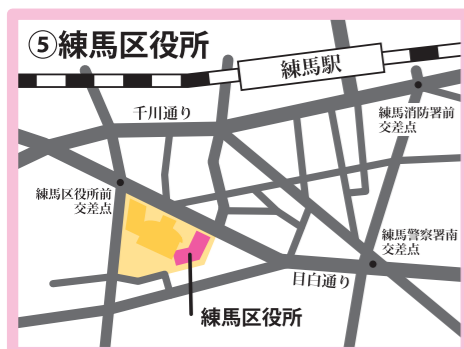 ⑤練馬区役所
練馬駅
千川通り
練馬消防署前
交差点
練馬区役所前
交差点
練馬警察署南
交差点
目白通り
練馬区役所